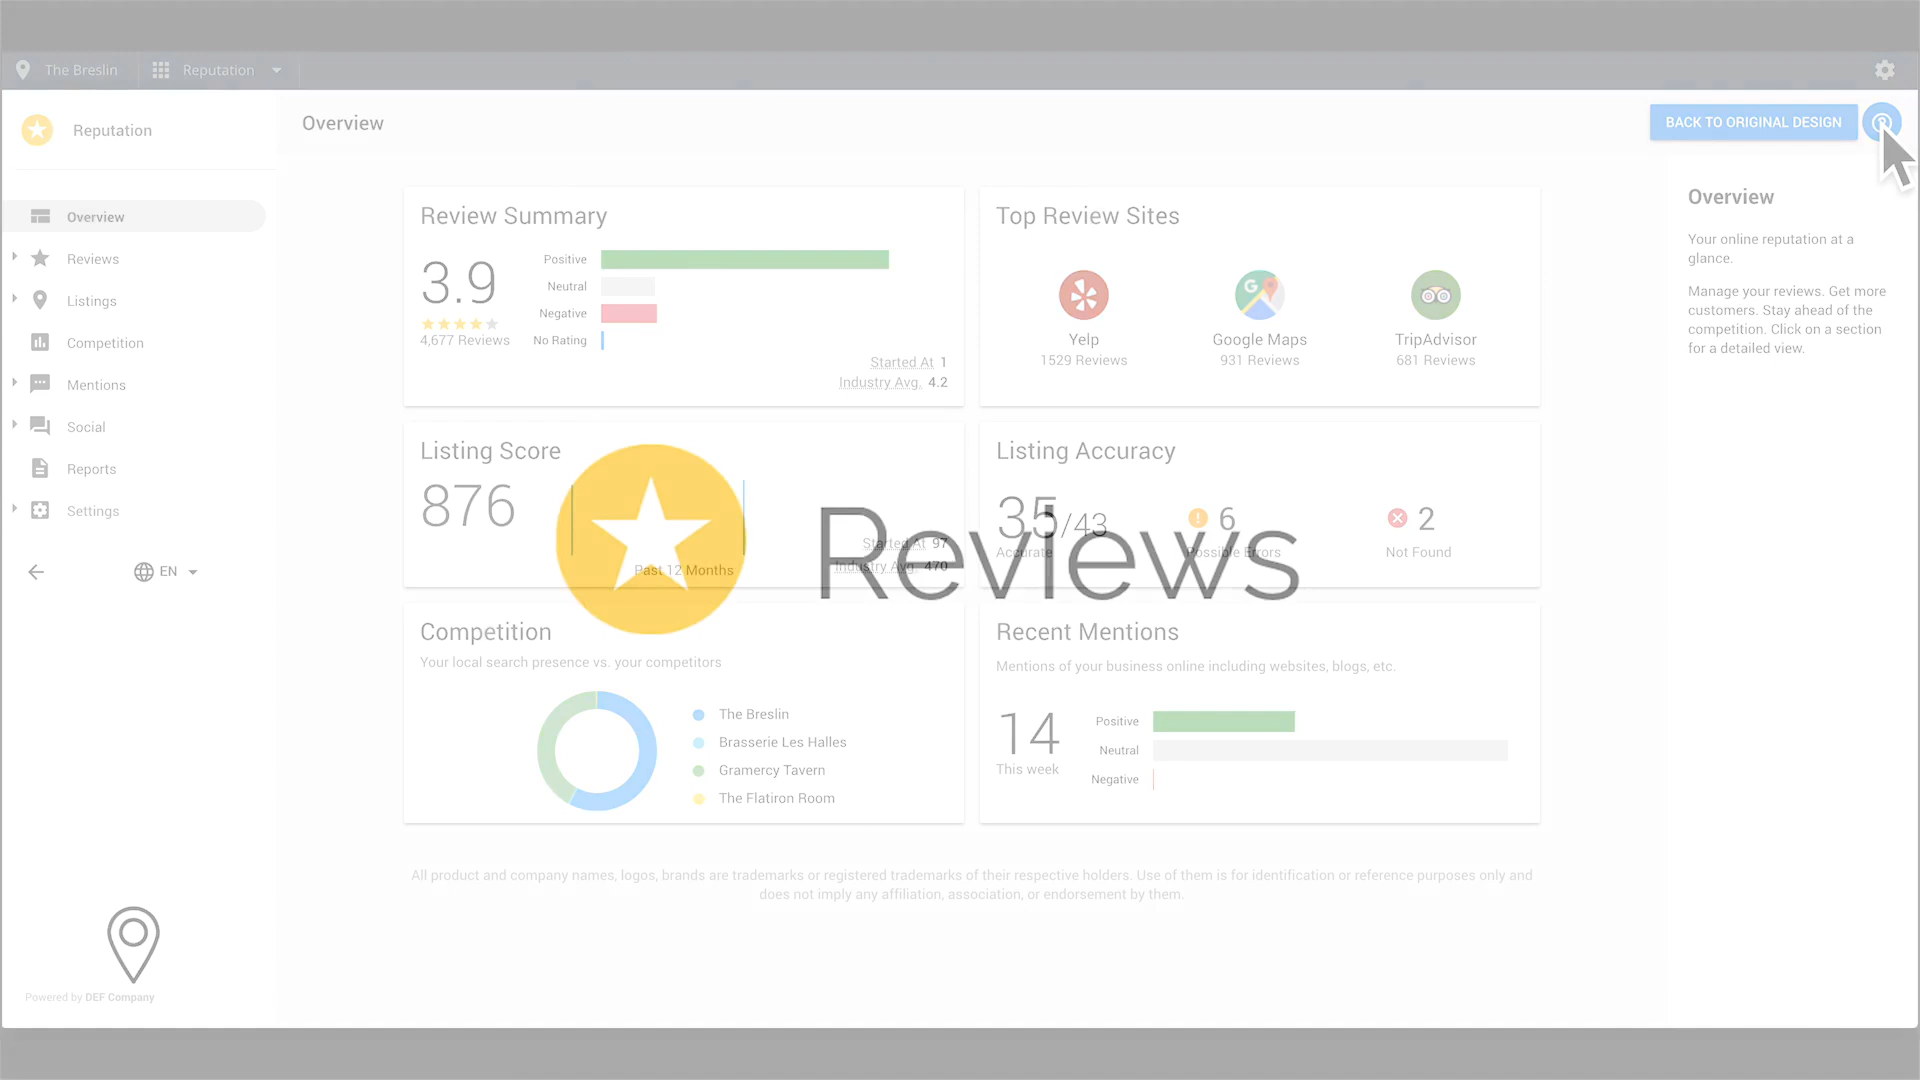 The Breslin
Reputation
Reputation
Overview
BACK TO ORIGINAL DESIGN
Overview
Reviews
Listings
Competition
Mentions
Social
Reports
Settings
EN
Powered by DEF Company
Review Summary
3.9
4,677 Reviews
Positive
Neutral
Negative
No Rating
Started At 1
Industry Avg. 4.2
Top Review Sites
Yelp
1529 Reviews
Google Maps
931 Reviews
TripAdvisor
681 Reviews
Listing Score
876
Past 12 Months
Started At 97
Industry Avg. 470
Listing Accuracy
35/43
Accurate
6
Possible Errors
2
Not Found
Reviews
Competition
Your local search presence vs. your competitors
The Breslin
Brasserie Les Halles
Gramercy Tavern
The Flatiron Room
Recent Mentions
Mentions of your business online including websites, blogs, etc.
14
This week
Positive
Neutral
Negative
Overview
Your online reputation at a
glance.
Manage your reviews. Get more
customers. Stay ahead of the
competition. Click on a section
for a detailed view.
All product and company names, logos, brands are trademarks or registered trademarks of their respective holders. Use of them is for identification or reference purposes only and
does not imply any affiliation, association, or endorsement by them.